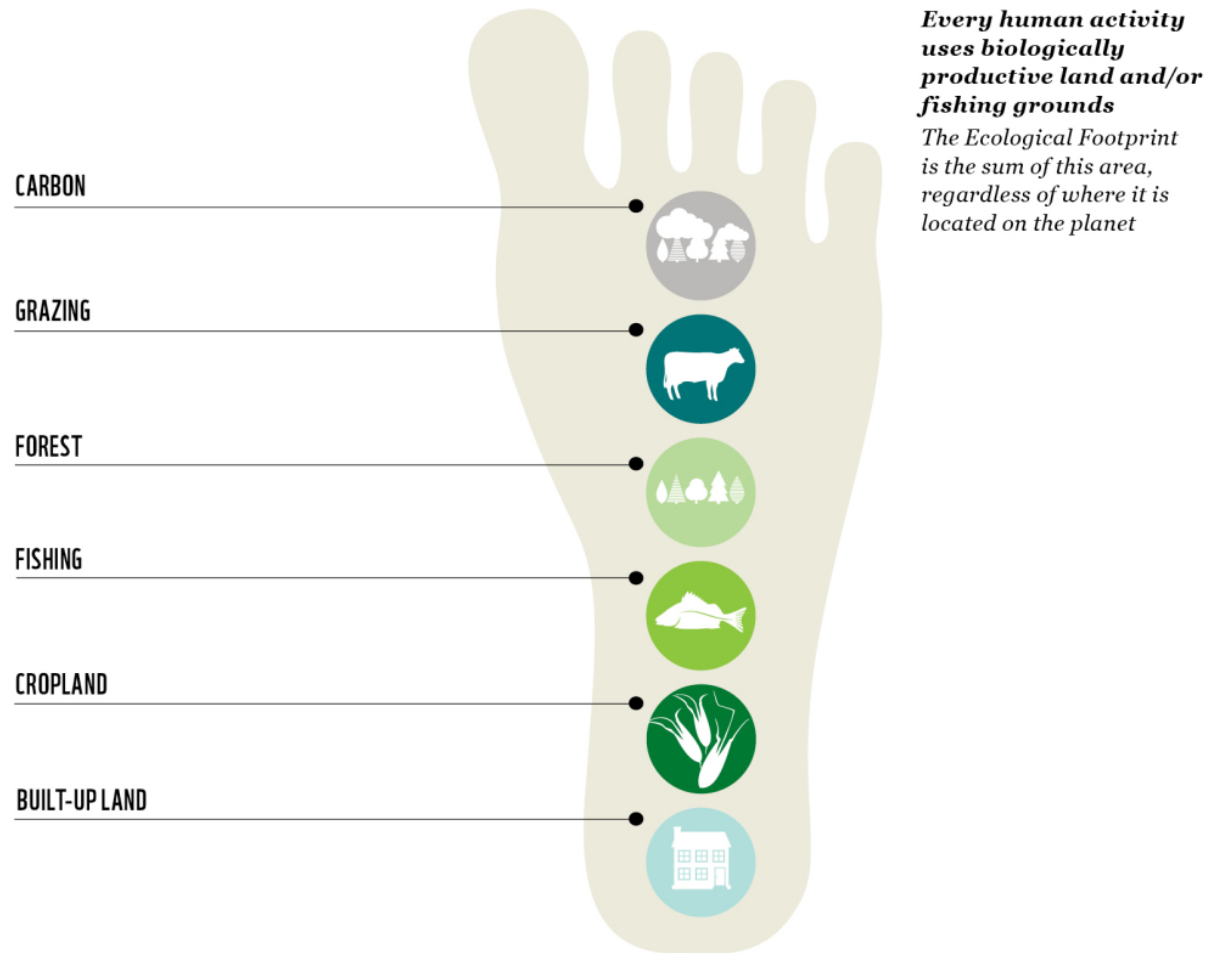 Every human activity
uses biologically
productive land and/or
fishing grounds
The Ecological Footprint
is the sum of this area,
regardless of where it is
located on the planet
CARBON
GRAZING
FOREST
FISHING
CROPLAND
BUILT-UP LAND